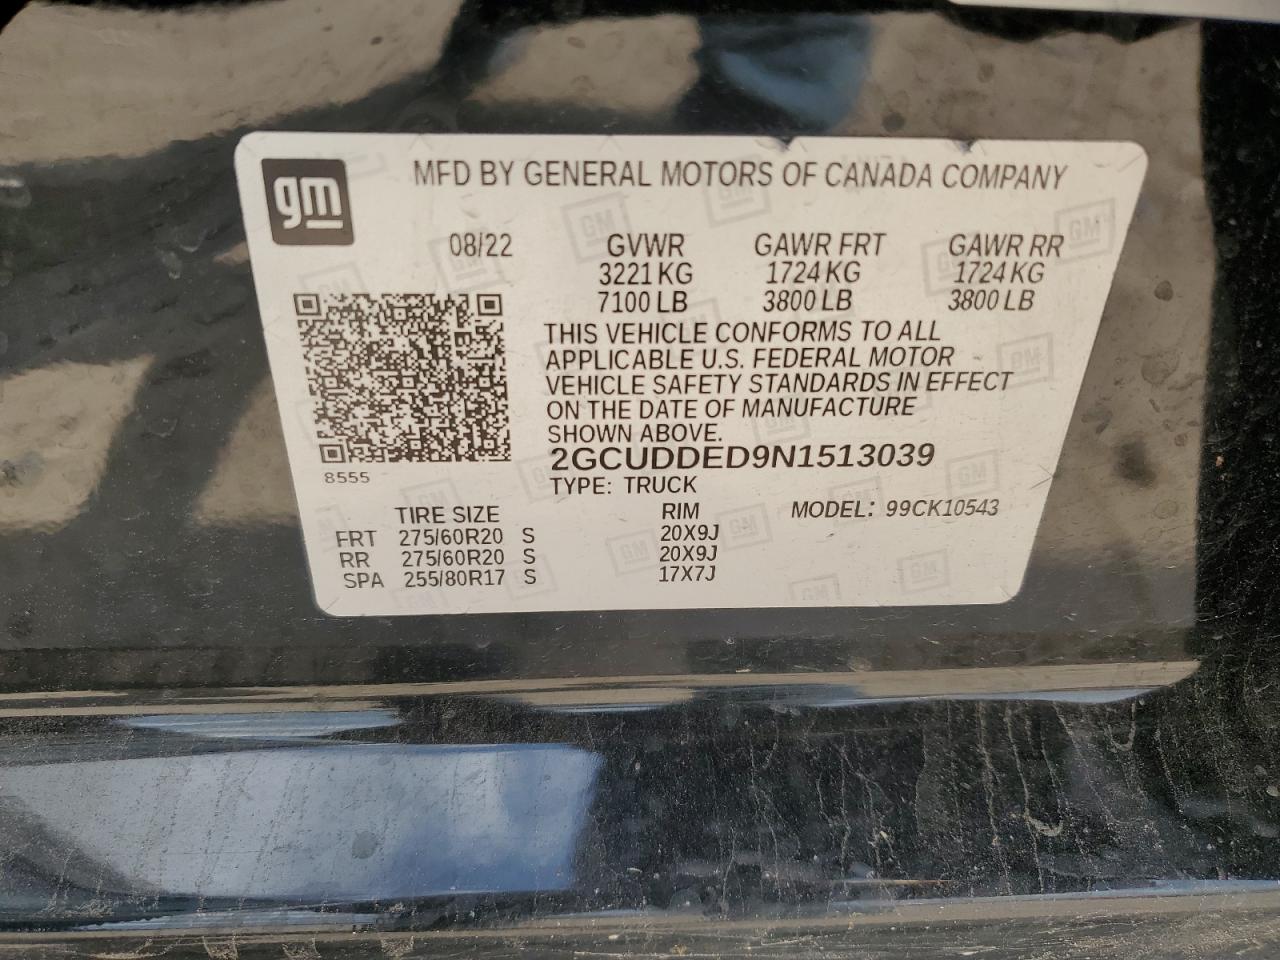 gm
MFD BY GENERAL MOTORS OF CANADA COMPANY
08/22 GVWR GAWR FRT GAWR RR
3221 KG 1724 KG 1724 KG
7100 LB 3800 LB 3800 LB
THIS VEHICLE CONFORMS TO ALL
APPLICABLE U.S. FEDERAL MOTOR
VEHICLE SAFETY STANDARDS IN EFFECT
ON THE DATE OF MANUFACTURE
SHOWN ABOVE.
2GCUDDED9N1513039
8555
TYPE: TRUCK
TIRE SIZE RIM MODEL: 99CK10543
FRT 275/60R20 S 20X9J
RR 275/60R20 S 20X9J
SPA 255/80R17 S 17X7J